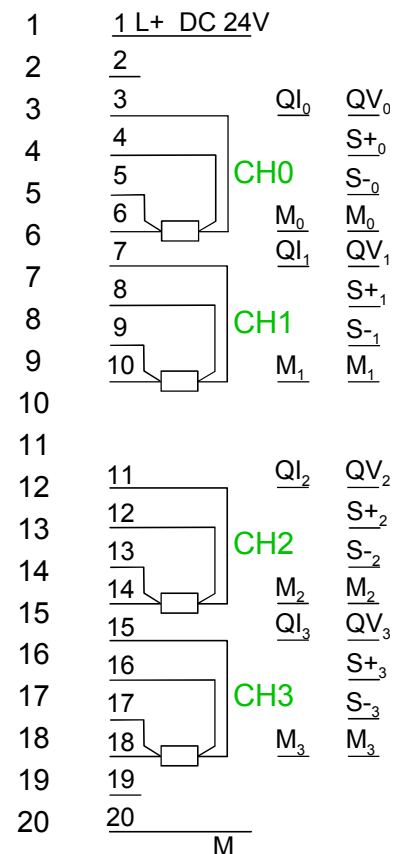 1 1 L+ DC 24V
2 2
3 3 QI0 QV0
4 4 S+0
5 5 CH0 S-0
6 6 M0 M0
7 7 QI1 QV1
8 8 S+1
9 9 CH1 S-1
10 10 M1 M1
11
12 11 QI2 QV2
13 12 S+2
14 13 CH2 S-2
15 14 M2 M2
16 15 QI3 QV3
17 16 S+3
18 17 CH3 S-3
19 18 M3 M3
20 19
20
M